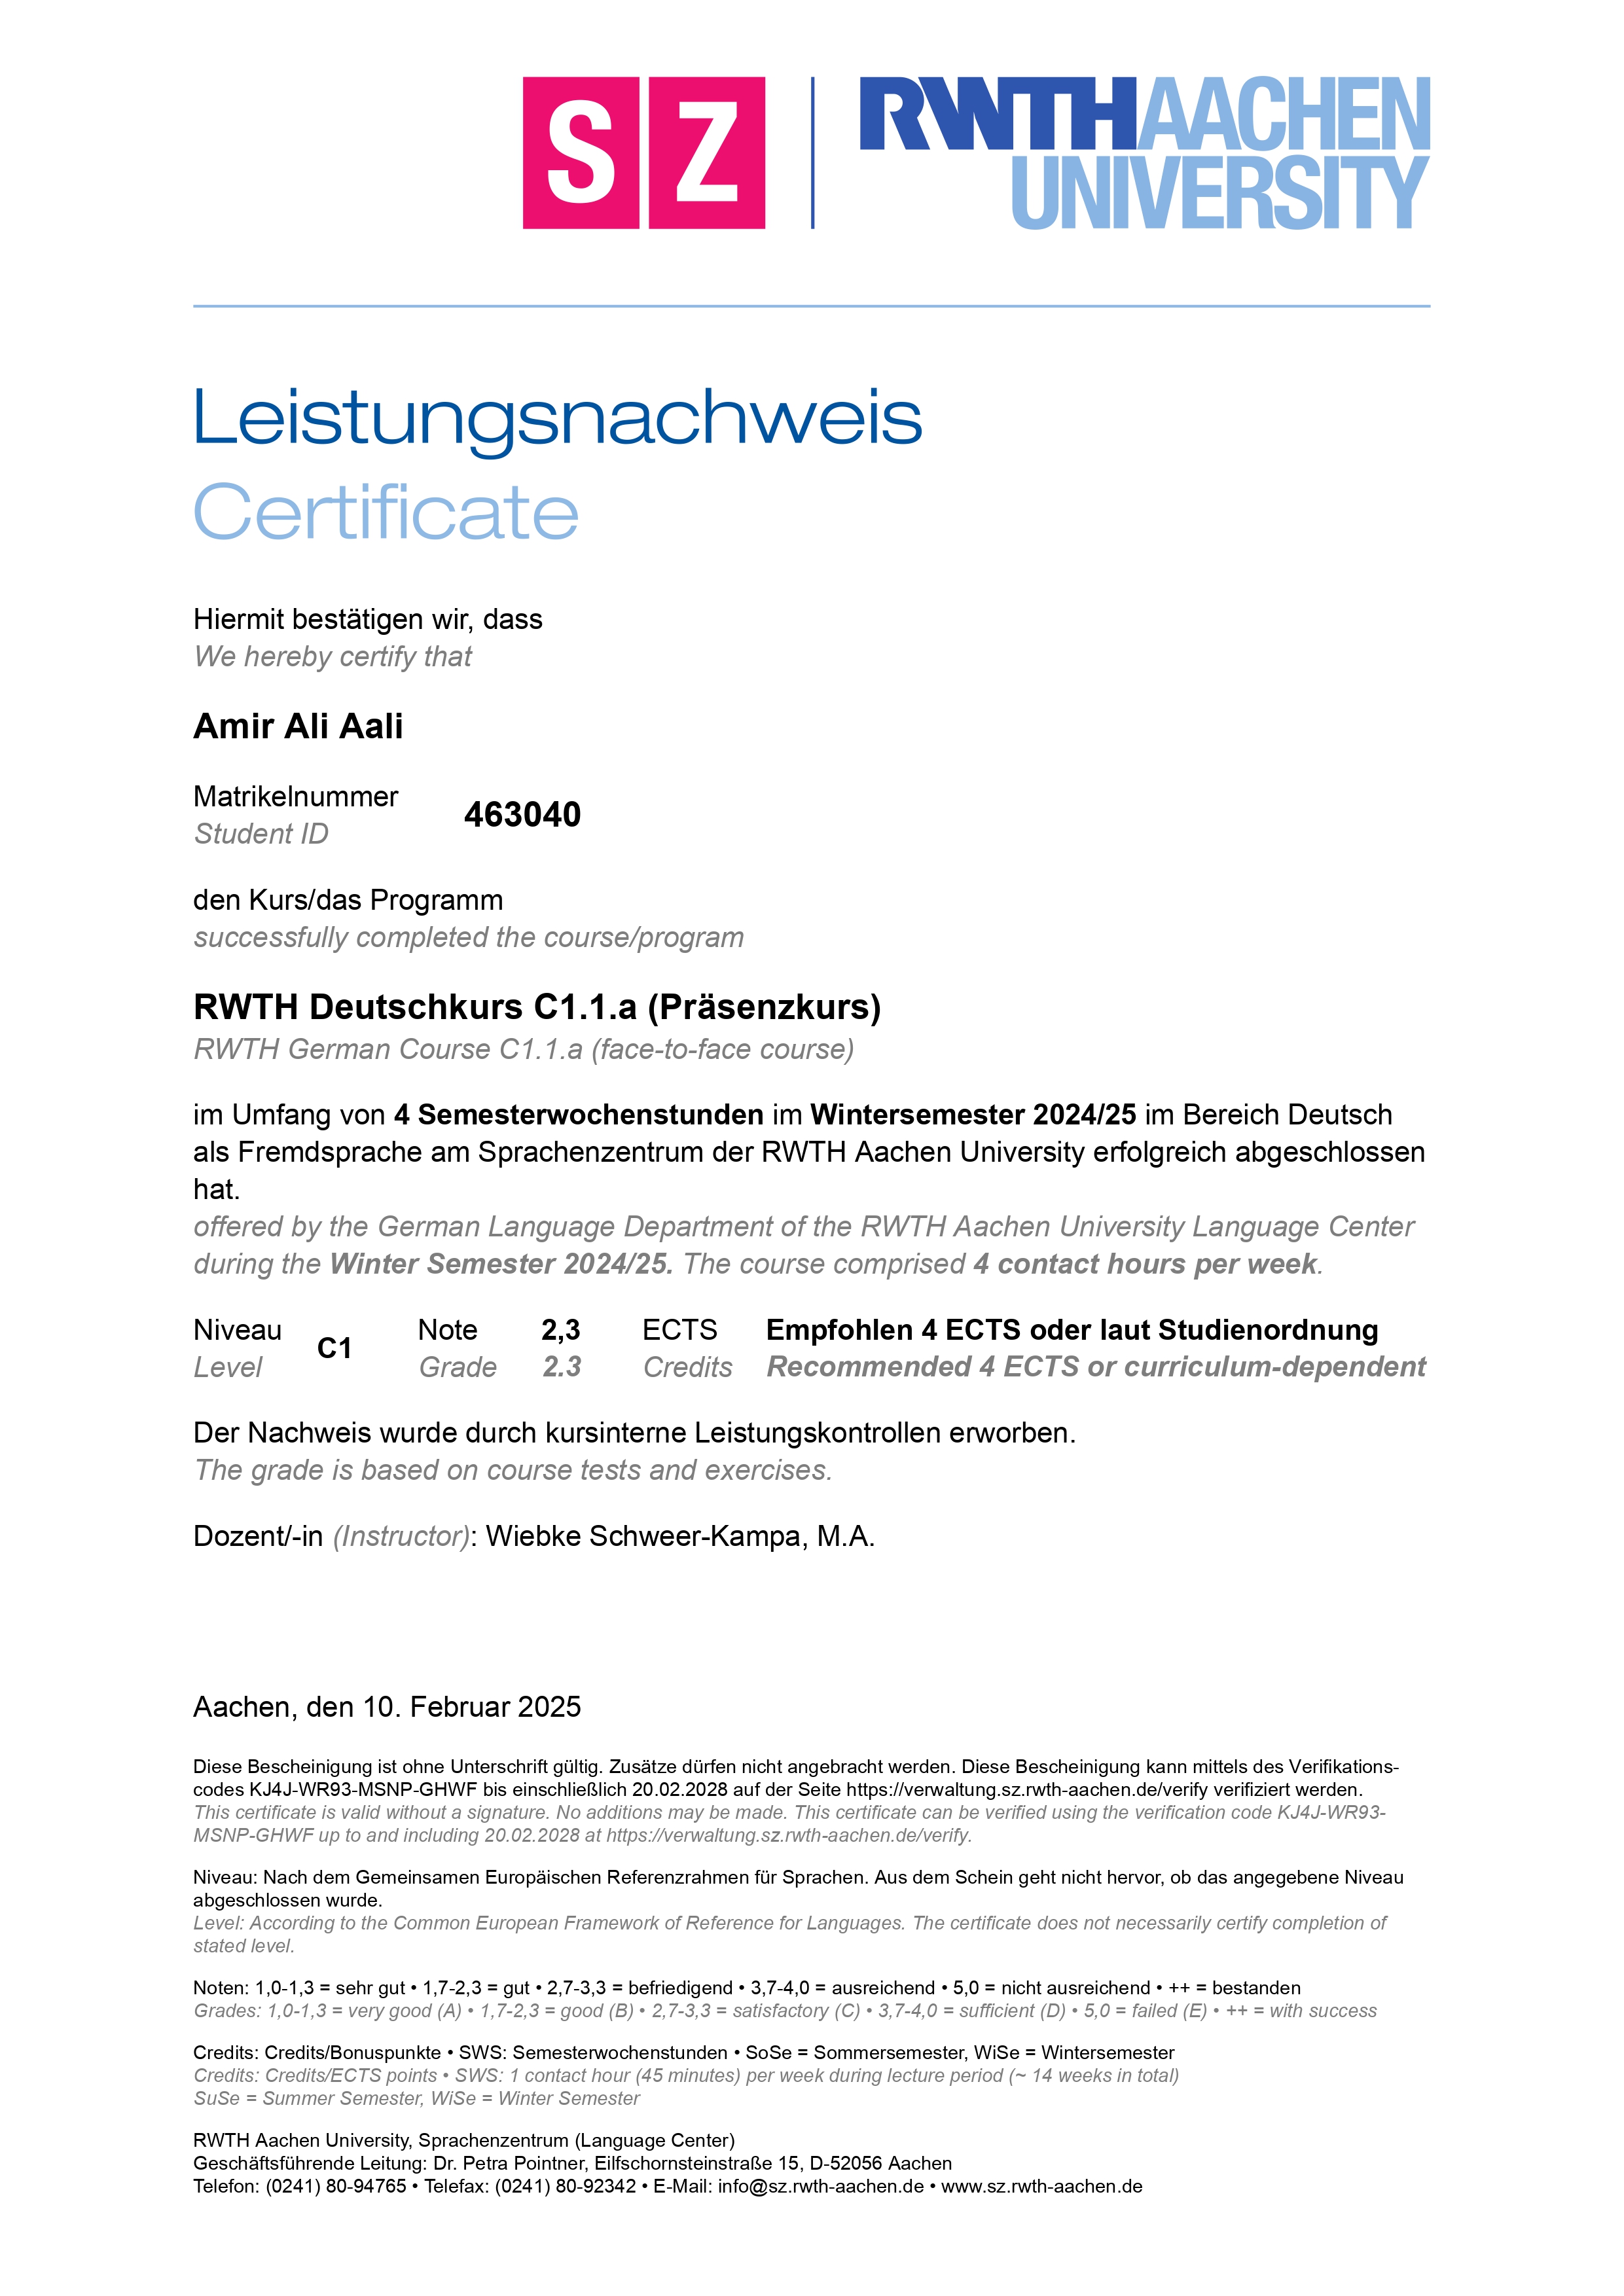 SZ RWTHAACHEN
UNIVERSITY
Leistungsnachweis
Certificate
Hiermit bestätigen wir, dass
We hereby certify that
Amir Ali Aali
Matrikelnummer
Student ID
463040
den Kurs/das Programm
successfully completed the course/program
RWTH Deutschkurs C1.1.a (Präsenzkurs)
RWTH German Course C1.1.a (face-to-face course)
im Umfang von 4 Semesterwochenstunden im Wintersemester 2024/25 im Bereich Deutsch
als Fremdsprache am Sprachenzentrum der RWTH Aachen University erfolgreich abgeschlossen
hat.
offered by the German Language Department of the RWTH Aachen University Language Center
during the Winter Semester 2024/25. The course comprised 4 contact hours per week.
Niveau C1 Note 2,3 ECTS Empfohlen 4 ECTS oder laut Studienordnung
Level Grade 2.3 Credits Recommended 4 ECTS or curriculum-dependent
Der Nachweis wurde durch kursinterne Leistungskontrollen erworben.
The grade is based on course tests and exercises.
Dozent/-in (Instructor): Wiebke Schweer-Kampa, M.A.
Aachen, den 10. Februar 2025
Diese Bescheinigung ist ohne Unterschrift gültig. Zusätze dürfen nicht angebracht werden. Diese Bescheinigung kann mittels des Verifikations-
codes KJ4J-WR93-MSNP-GHWF bis einschließlich 20.02.2028 auf der Seite https://verwaltung.sz.rwth-aachen.de/verify verifiziert werden.
This certificate is valid without a signature. No additions may be made. This certificate can be verified using the verification code KJ4J-WR93-
MSNP-GHWF up to and including 20.02.2028 at https://verwaltung.sz.rwth-aachen.de/verify.
Niveau: Nach dem Gemeinsamen Europäischen Referenzrahmen für Sprachen. Aus dem Schein geht nicht hervor, ob das angegebene Niveau
abgeschlossen wurde.
Level: According to the Common European Framework of Reference for Languages. The certificate does not necessarily certify completion of
stated level.
Noten: 1,0-1,3 = sehr gut • 1,7-2,3 = gut • 2,7-3,3 = befriedigend • 3,7-4,0 = ausreichend • 5,0 = nicht ausreichend • ++ = bestanden
Grades: 1,0-1,3 = very good (A) • 1,7-2,3 = good (B) • 2,7-3,3 = satisfactory (C) • 3,7-4,0 = sufficient (D) • 5,0 = failed (E) • ++ = with success
Credits: Credits/Bonuspunkte • SWS: Semesterwochenstunden • SoSe = Sommersemester, WiSe = Wintersemester
Credits: Credits/ECTS points • SWS: 1 contact hour (45 minutes) per week during lecture period (~ 14 weeks in total)
SuSe = Summer Semester, WiSe = Winter Semester
RWTH Aachen University, Sprachenzentrum (Language Center)
Geschäftsführende Leitung: Dr. Petra Pointner, Eilfschornsteinstraße 15, D-52056 Aachen
Telefon: (0241) 80-94765 • Telefax: (0241) 80-92342 • E-Mail: info@sz.rwth-aachen.de • www.sz.rwth-aachen.de